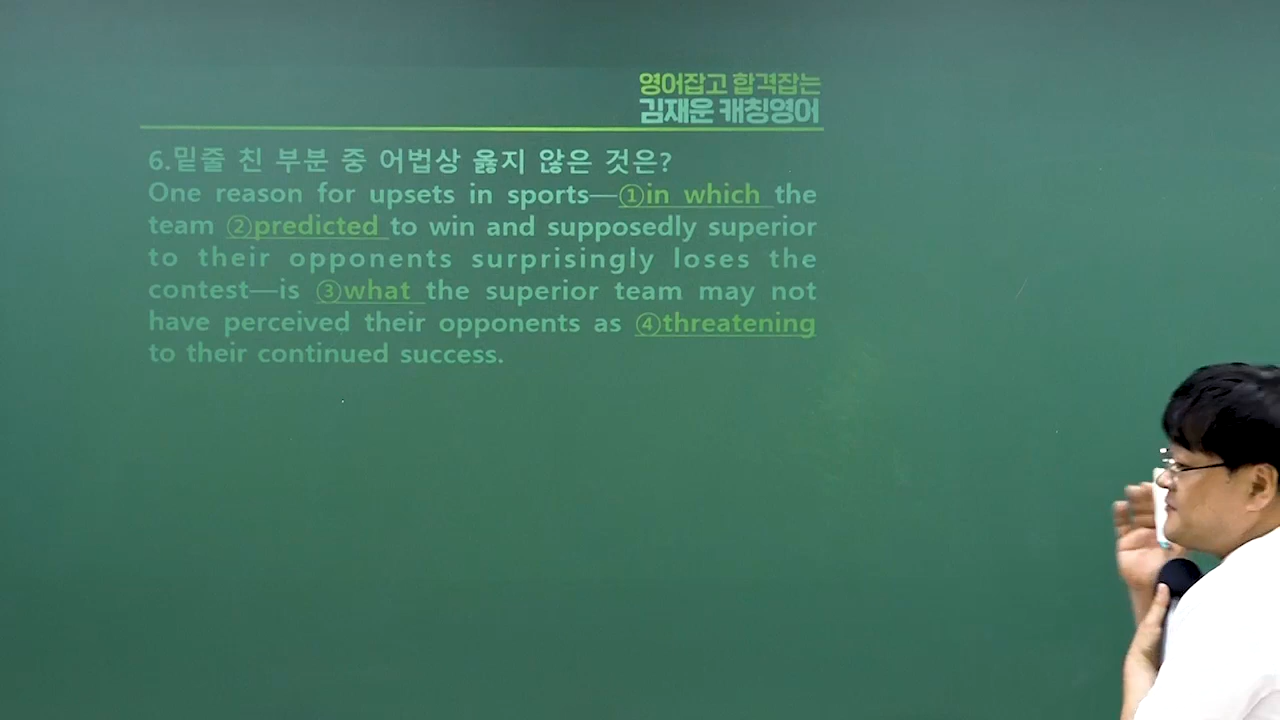 영어잡고 합격잡는
김재운 캐칭영어
6.밑줄 친 부분 중 어법상 옳지 않은 것은?
One reason for upsets in sports—①in which the
team ②predicted to win and supposedly superior
to their opponents surprisingly loses the
contest—is ③what the superior team may not
have perceived their opponents as ④threatening
to their continued success.